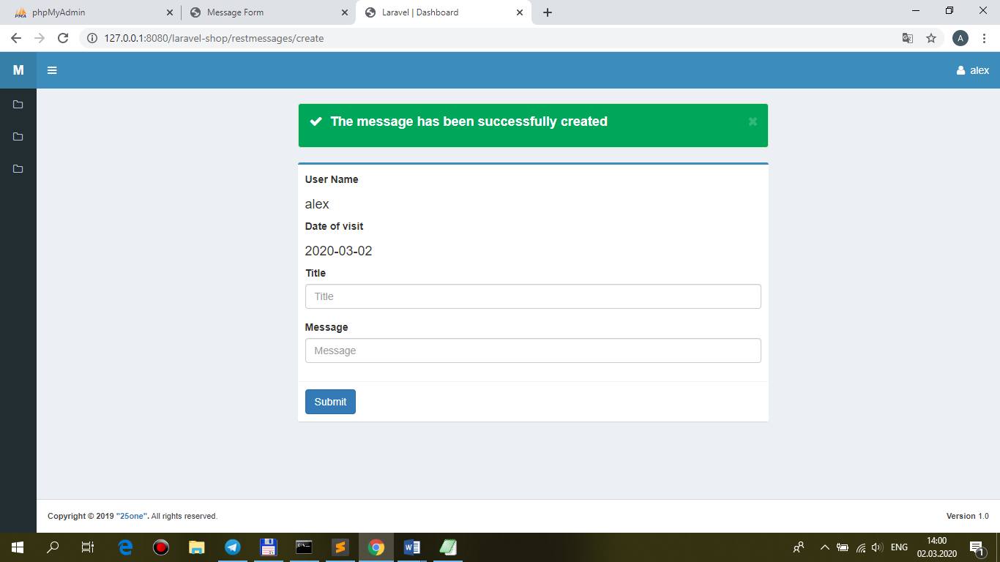 phpMyAdmin
Message Form
Laravel | Dashboard
127.0.0.1:8080/laravel-shop/restmessages/create
A
M
alex
The message has been successfully created
User Name
alex
Date of visit
2020-03-02
Title
Title
Message
Message
Submit
Copyright © 2019 "25one". All rights reserved.
Version 1.0
ENG
14:00
02.03.2020
1